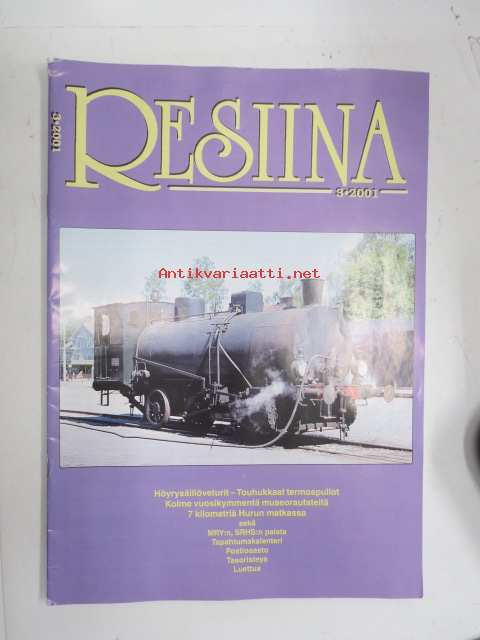 3•2001
RESIINA
3•2001
Antikvariaatti.net
Höyrysäiliöveturit – Touhukkaat termospullot
Kolme vuosikymmentä museorautateitä
7 kilometriä Hurun matkassa
sekä
MRY:n, SRHS:n palsta
Tapahtumakalenteri
Postiosasto
Tasoristeys
Luettua